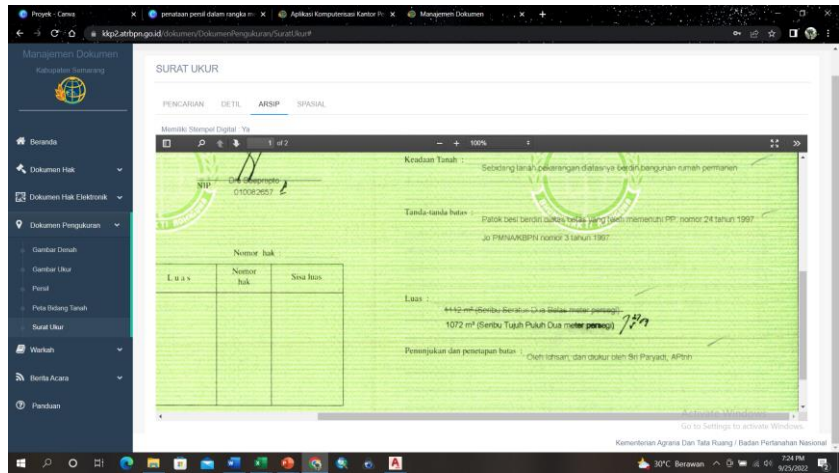 Proyek - Canva
penataan persil dalam rangka m
Aplikasi Komputerisasi Kantor Pe
Manajemen Dokumen
kkp2.atrbpn.go.id/dokumen/DokumenPengukuran/SuratUkur#
Manajemen Dokumen
Kabupaten Semarang
Beranda
Dokumen Hak
Dokumen Hak Elektronik
Dokumen Pengukuran
Gambar Denah
Gambar Ukur
Persil
Peta Bidang Tanah
Surat Ukur
Warkah
Berita Acara
Panduan
SURAT UKUR
PENCARIAN DETIL ARSIP SPASIAL
Memiliki Stempel Digital Ya
1 of 2
100%
NIP
010082657
Nomor hak
Luas
Nomor hak
Sisa luas
Keadaan Tanah :
Sebidang tanah pekarangan diatasnya berdiri bangunan rumah permanen
Tanda-tanda batas :
Patok besi berdiri diatas batas yang telah memenuhi PP. nomor 24 tahun 1997
Jo PMNA/KBPN nomor 3 tahun 1997
Luas :
1112 m² (Seribu Seratus Dua Belas meter persegi)
1072 m² (Seribu Tujuh Puluh Dua meter persegi)
Penunjukan dan penetapan batas :
Oleh Ichsan, dan diukur oleh Sri Paryadi, APtnh
Activate Windows
Go to Settings to activate Windows.
Kementerian Agraria Dan Tata Ruang / Badan Pertanahan Nasional
30°C Berawan
7:24 PM
9/25/2022